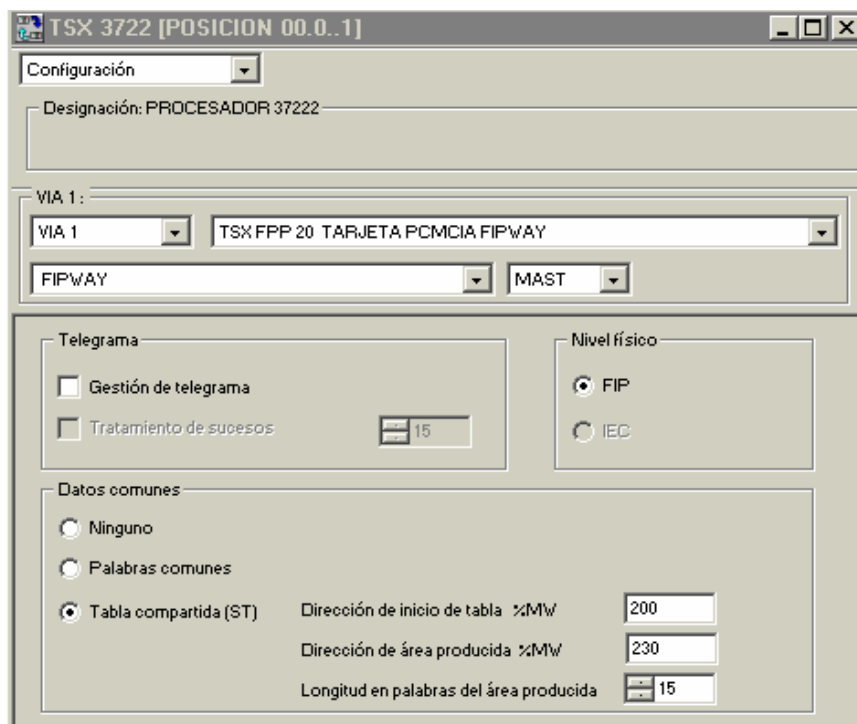 TSX 3722 [POSICION 00.0..1]
Configuración
Designación: PROCESADOR 37222
VIA 1 :
VIA 1 TSX FPP 20 TARJETA PCMCIA FIPWAY
FIPWAY MAST
Telegrama Nivel físico
Gestión de telegrama FIP
Tratamiento de sucesos 15 IEC
Datos comunes
Ninguno
Palabras comunes
Tabla compartida (ST) Dirección de inicio de tabla %MW 200
Dirección de área producida %MW 230
Longitud en palabras del área producida 15